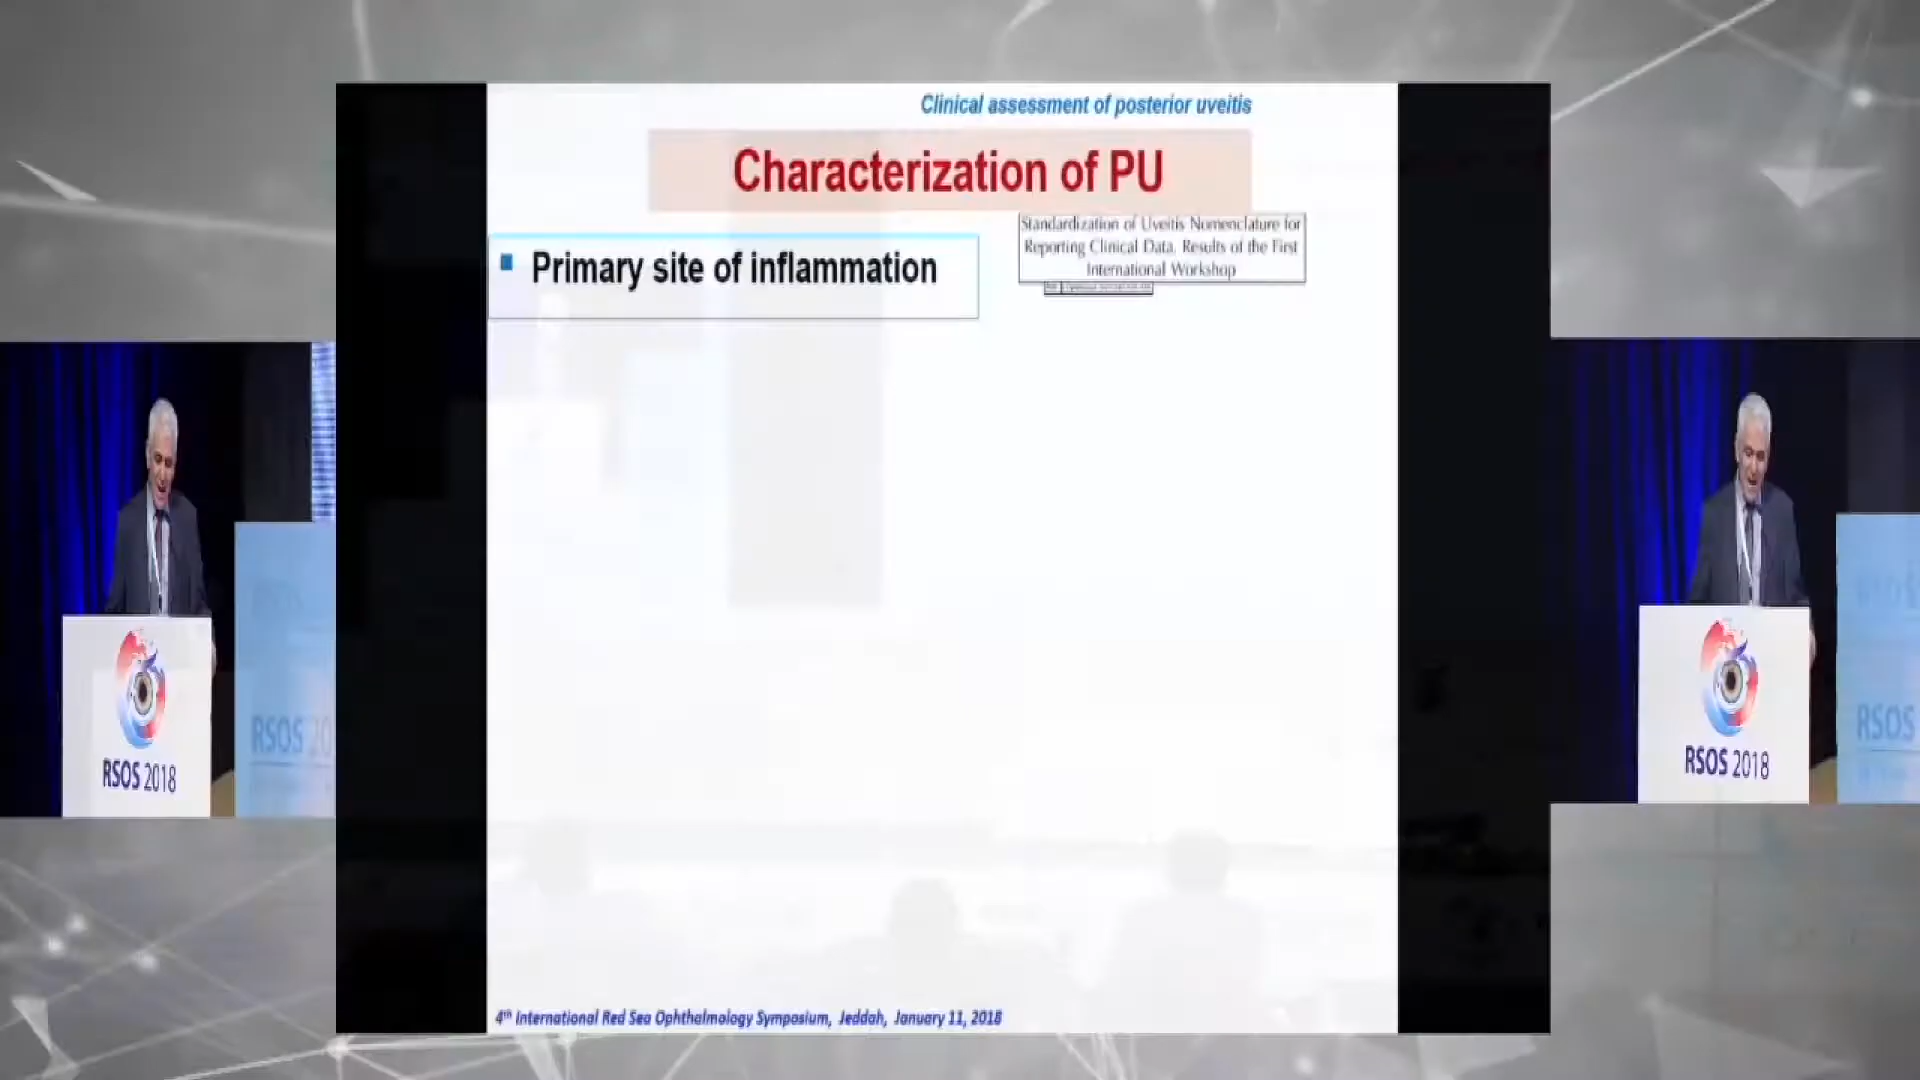 Clinical assessment of posterior uveitis
Characterization of PU
Standardization of Uveitis Nomenclature for
Reporting Clinical Data. Results of the First
International Workshop
▪ Primary site of inflammation
RSOS 20
RSOS 2018
RSOS 2018
RSOS
4th International Red Sea Ophthalmology Symposium, Jeddah, January 11, 2018